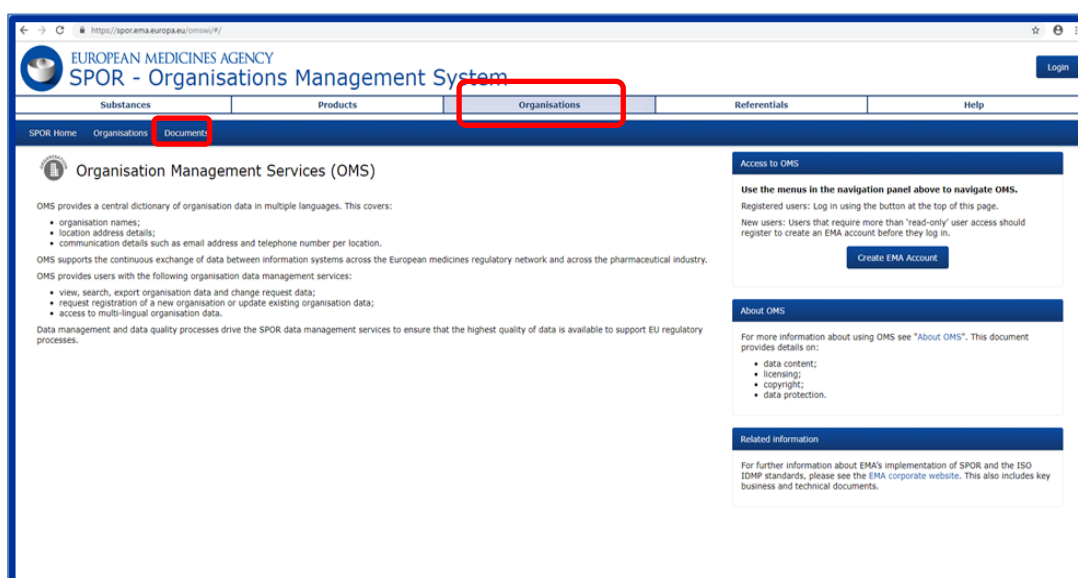 https://spor.ema.europa.eu/omswi/#/
EUROPEAN MEDICINES AGENCY
SPOR - Organisations Management System
Login
Substances Products Organisations Referentials Help
SPOR Home Organisations Documents
Organisation Management Services (OMS)
OMS provides a central dictionary of organisation data in multiple languages. This covers:
• organisation names;
• location address details;
• communication details such as email address and telephone number per location.
OMS supports the continuous exchange of data between information systems across the European medicines regulatory network and across the pharmaceutical industry.
OMS provides users with the following organisation data management services:
• view, search, export organisation data and change request data;
• request registration of a new organisation or update existing organisation data;
• access to multi-lingual organisation data.
Data management and data quality processes drive the SPOR data management services to ensure that the highest quality of data is available to support EU regulatory
processes.
Access to OMS
Use the menus in the navigation panel above to navigate OMS.
Registered users: Log in using the button at the top of this page.
New users: Users that require more than 'read-only' user access should
register to create an EMA account before they log in.
Create EMA Account
About OMS
For more information about using OMS see "About OMS". This document
provides details on:
• data content;
• licensing;
• copyright;
• data protection.
Related information
For further information about EMA's implementation of SPOR and the ISO
IDMP standards, please see the EMA corporate website. This also includes key
business and technical documents.